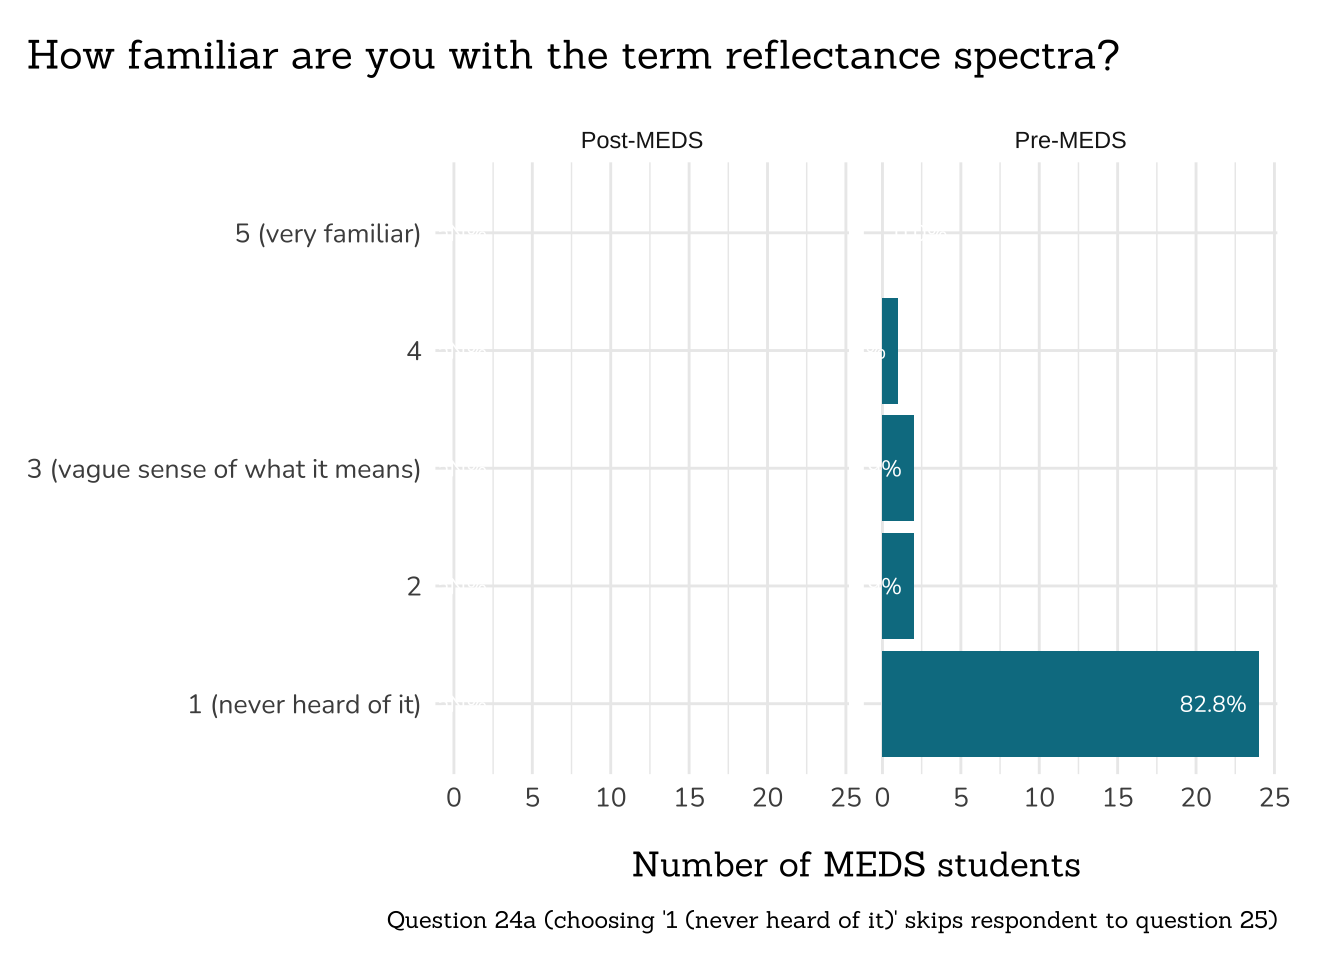 How familiar are you with the term reflectance spectra?
Post-MEDS Pre-MEDS
5 (very familiar)
4
3 (vague sense of what it means)
%
2
%
1 (never heard of it)
82.8%
0 5 10 15 20 25 0 5 10 15 20 25
Number of MEDS students
Question 24a (choosing '1 (never heard of it)' skips respondent to question 25)